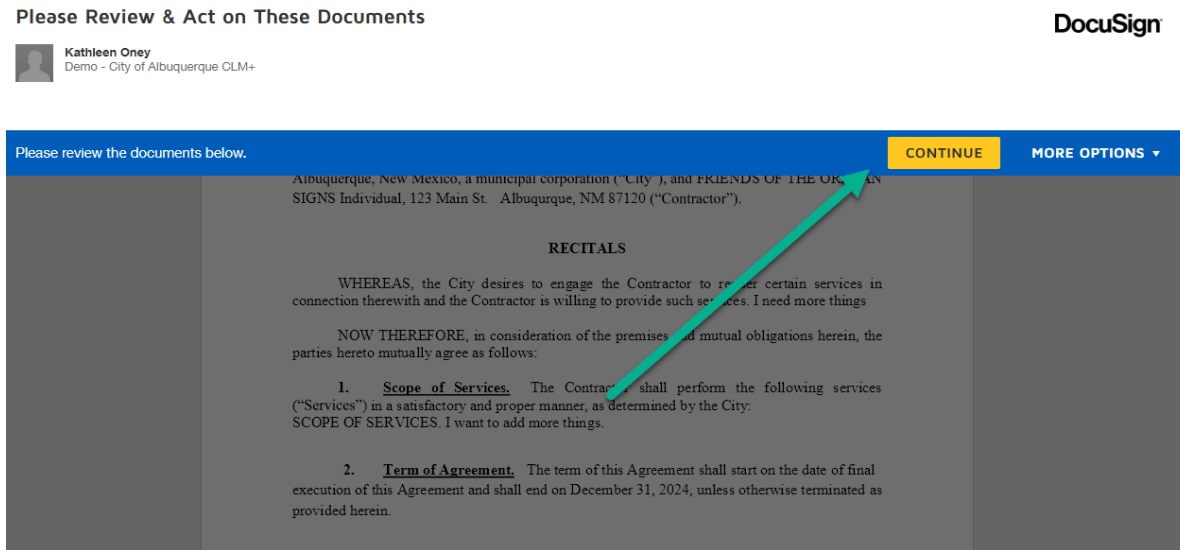 Please Review & Act on These Documents
DocuSign
Kathleen Oney
Demo - City of Albuquerque CLM+
Please review the documents below.
CONTINUE
MORE OPTIONS
Albuquerque, New Mexico, a municipal corporation ("City"), and FRIENDS OF THE
SIGNS Individual, 123 Main St. Albuqurque, NM 87120 ("Contractor").
RECITALS
WHEREAS, the City desires to engage the Contractor to render certain services in
connection therewith and the Contractor is willing to provide such services. I need more things
NOW THEREFORE, in consideration of the premises and mutual obligations herein, the
parties hereto mutually agree as follows:
1. Scope of Services. The Contractor shall perform the following services
("Services") in a satisfactory and proper manner, as determined by the City:
SCOPE OF SERVICES. I want to add more things.
2. Term of Agreement. The term of this Agreement shall start on the date of final
execution of this Agreement and shall end on December 31, 2024, unless otherwise terminated as
provided herein.